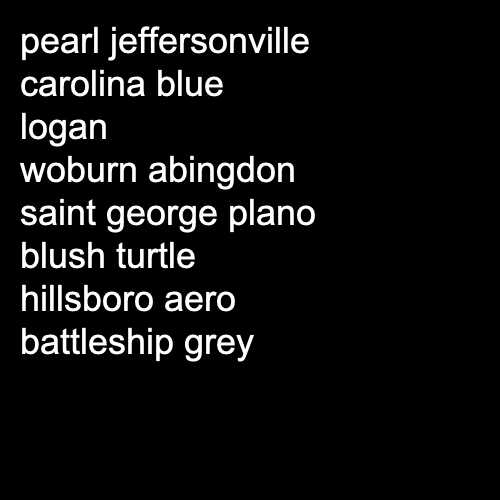 pearl jeffersonville
carolina blue
logan
woburn abingdon
saint george plano
blush turtle
hillsboro aero
battleship grey